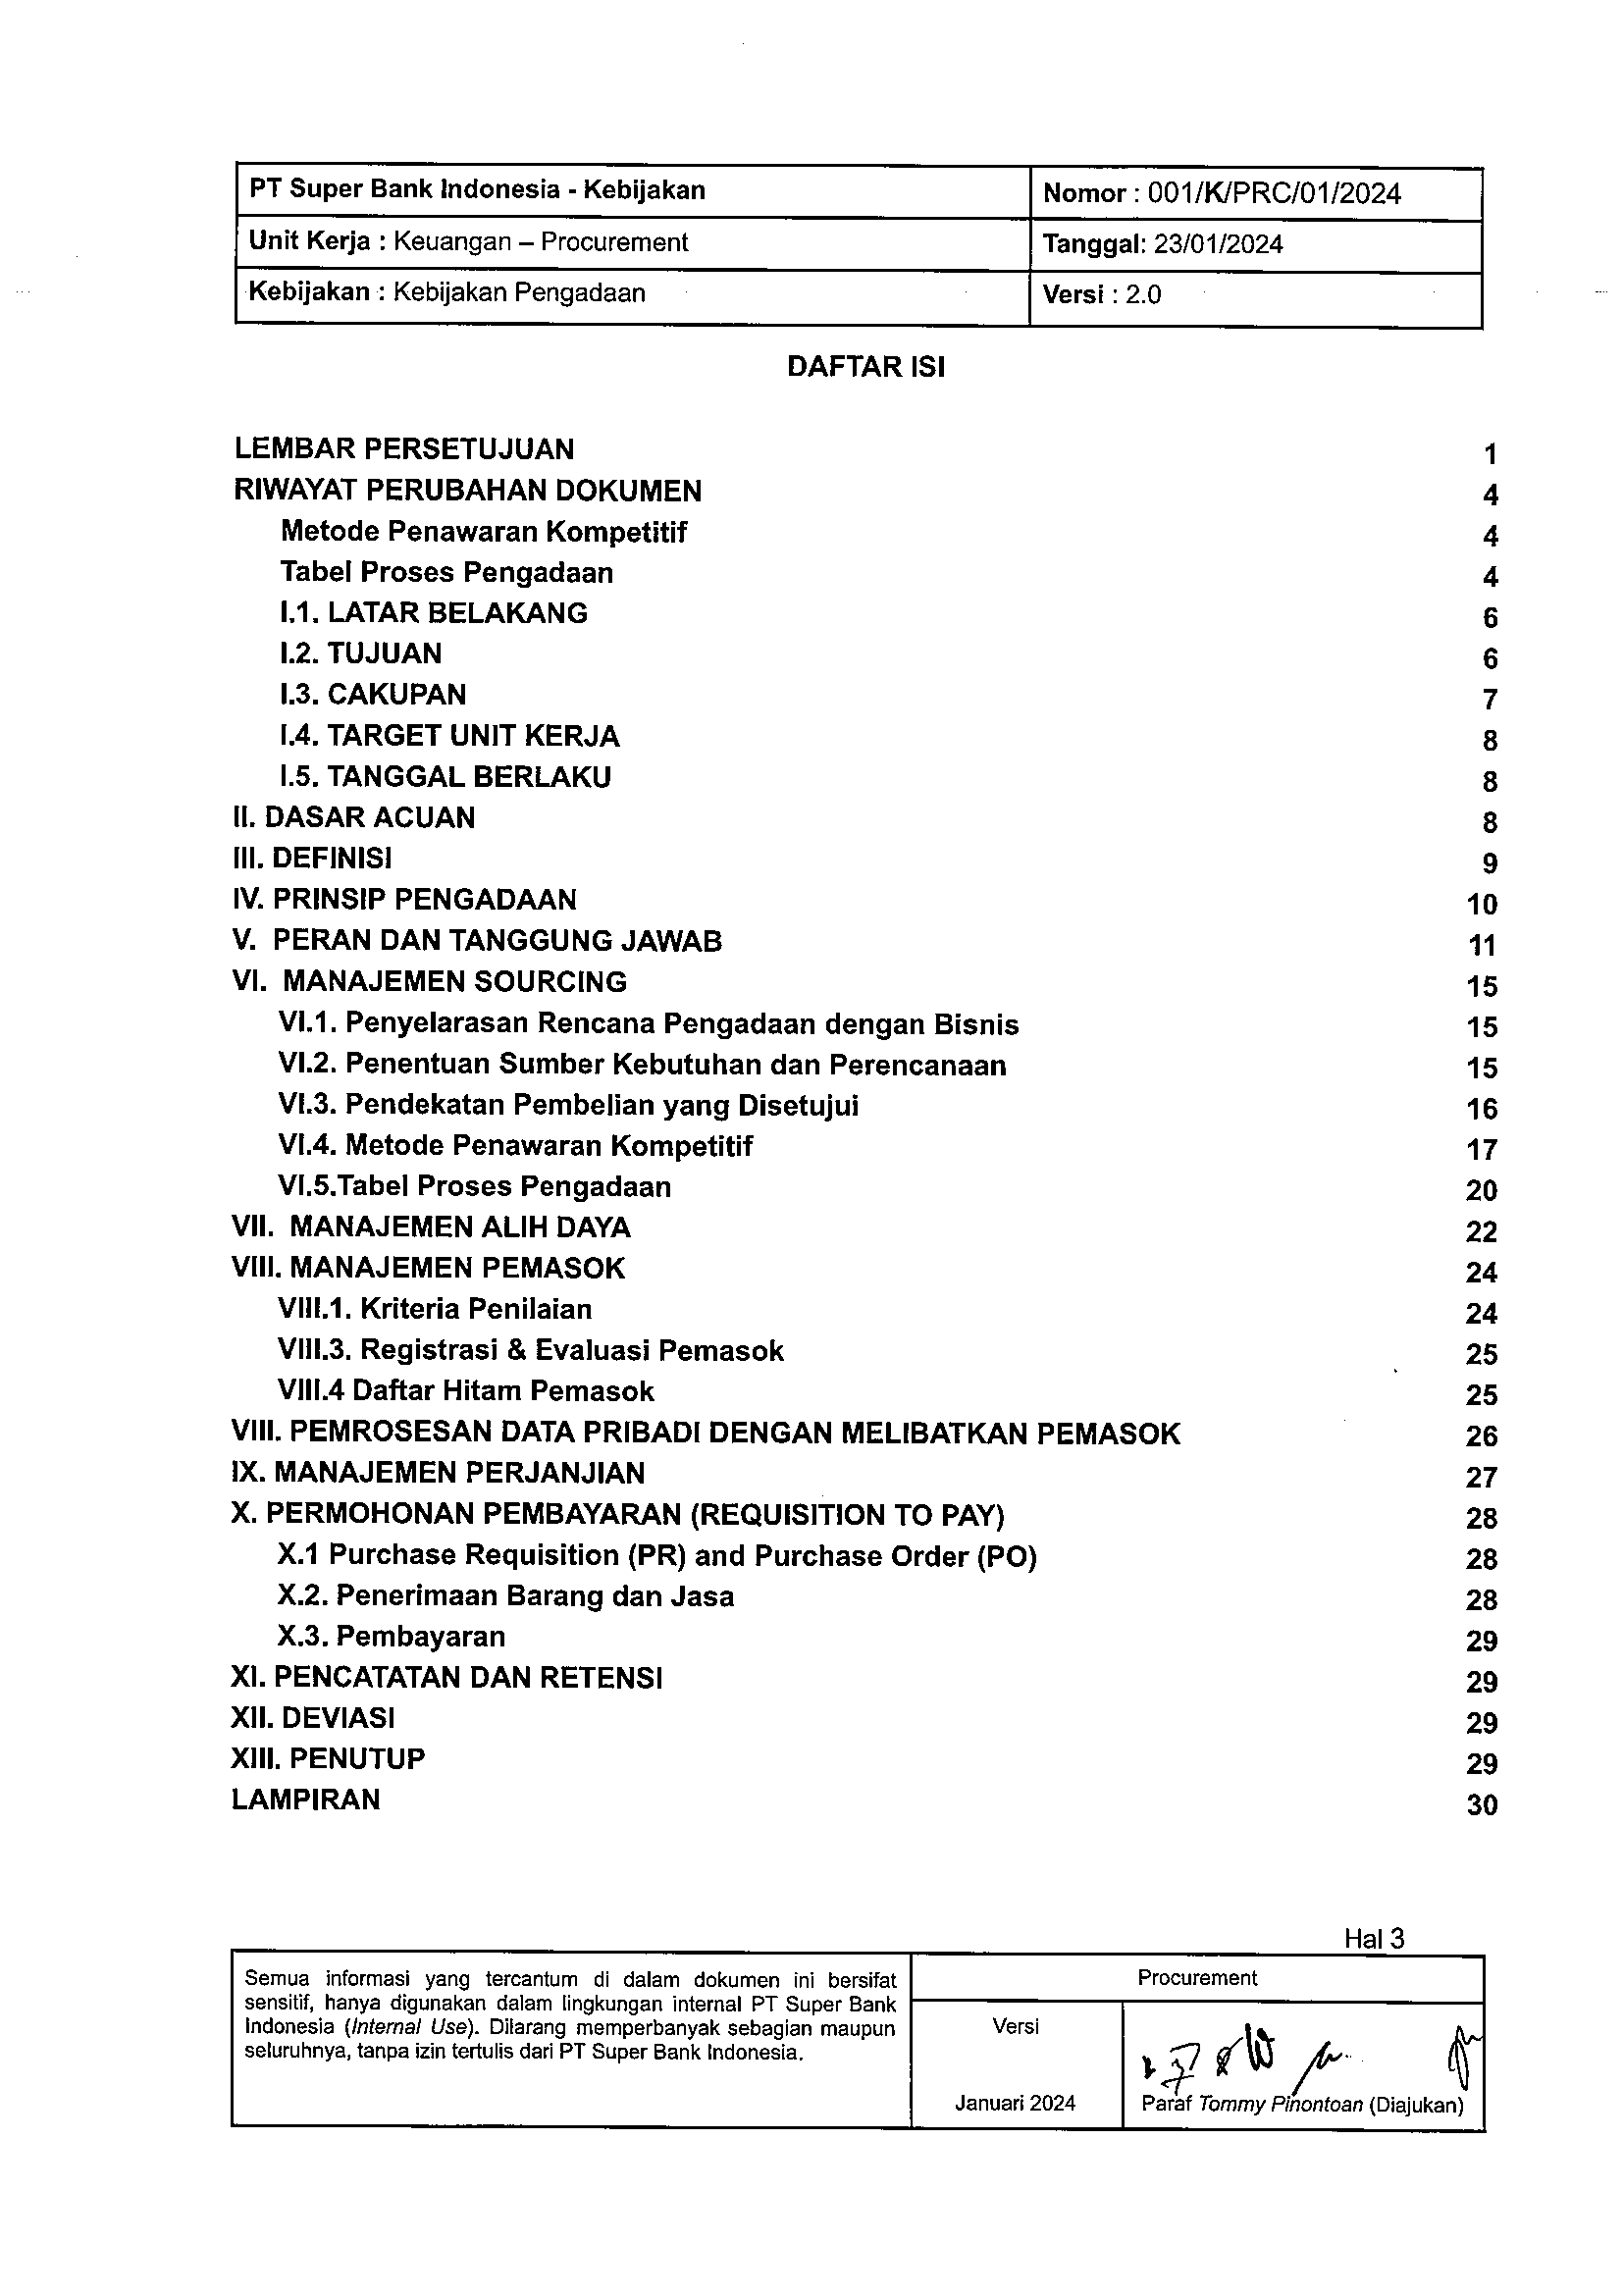 PT Super Bank Indonesia - Kebijakan Nomor : 001/K/PRC/01/2024
Unit Kerja : Keuangan – Procurement Tanggal: 23/01/2024
Kebijakan : Kebijakan Pengadaan Versi : 2.0
DAFTAR ISI
LEMBAR PERSETUJUAN 1
RIWAYAT PERUBAHAN DOKUMEN 4
Metode Penawaran Kompetitif 4
Tabel Proses Pengadaan 4
I.1. LATAR BELAKANG 6
I.2. TUJUAN 6
I.3. CAKUPAN 7
I.4. TARGET UNIT KERJA 8
I.5. TANGGAL BERLAKU 8
II. DASAR ACUAN 8
III. DEFINISI 9
IV. PRINSIP PENGADAAN 10
V. PERAN DAN TANGGUNG JAWAB 11
VI. MANAJEMEN SOURCING 15
VI.1. Penyelarasan Rencana Pengadaan dengan Bisnis 15
VI.2. Penentuan Sumber Kebutuhan dan Perencanaan 15
VI.3. Pendekatan Pembelian yang Disetujui 16
VI.4. Metode Penawaran Kompetitif 17
VI.5.Tabel Proses Pengadaan 20
VII. MANAJEMEN ALIH DAYA 22
VIII. MANAJEMEN PEMASOK 24
VIII.1. Kriteria Penilaian 24
VIII.3. Registrasi & Evaluasi Pemasok 25
VIII.4 Daftar Hitam Pemasok 25
VIII. PEMROSESAN DATA PRIBADI DENGAN MELIBATKAN PEMASOK 26
IX. MANAJEMEN PERJANJIAN 27
X. PERMOHONAN PEMBAYARAN (REQUISITION TO PAY) 28
X.1 Purchase Requisition (PR) and Purchase Order (PO) 28
X.2. Penerimaan Barang dan Jasa 28
X.3. Pembayaran 29
XI. PENCATATAN DAN RETENSI 29
XII. DEVIASI 29
XIII. PENUTUP 29
LAMPIRAN 30
Hal 3
Semua informasi yang tercantum di dalam dokumen ini bersifat
sensitif, hanya digunakan dalam lingkungan internal PT Super Bank
Indonesia (Internal Use). Dilarang memperbanyak sebagian maupun
seluruhnya, tanpa izin tertulis dari PT Super Bank Indonesia.
Procurement
Versi
Januari 2024
Paraf Tommy Pinontoan (Diajukan)